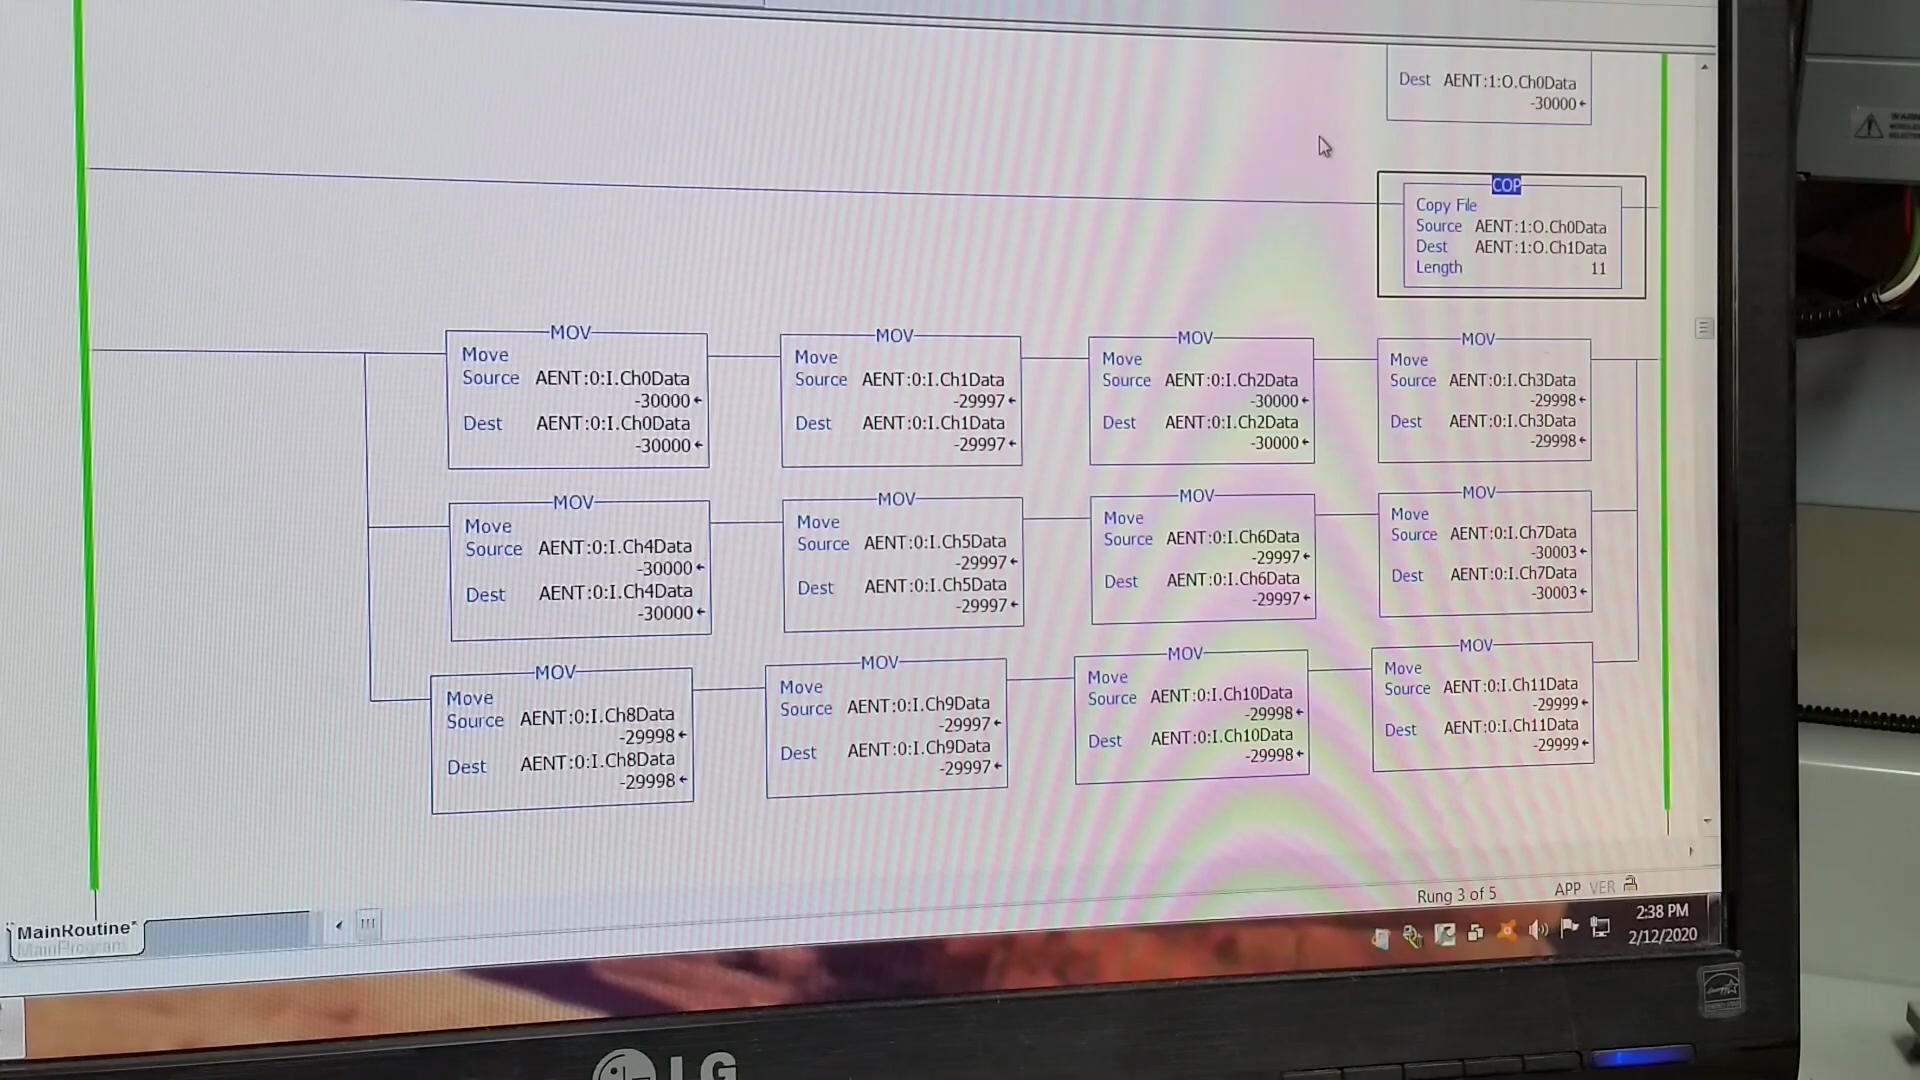 Dest AENT:1:O.Ch0Data
-30000
COP
Copy File
Source AENT:1:O.Ch0Data
Dest AENT:1:O.Ch1Data
Length 11
MOV MOV MOV MOV
Move Move Move Move
Source AENT:0:I.Ch0Data Source AENT:0:I.Ch1Data Source AENT:0:I.Ch2Data Source AENT:0:I.Ch3Data
-30000 -29997 -30000 -29998
Dest AENT:0:I.Ch0Data Dest AENT:0:I.Ch1Data Dest AENT:0:I.Ch2Data Dest AENT:0:I.Ch3Data
-30000 -29997 -30000 -29998
MOV MOV MOV MOV
Move Move Move Move
Source AENT:0:I.Ch4Data Source AENT:0:I.Ch5Data Source AENT:0:I.Ch6Data Source AENT:0:I.Ch7Data
-30000 -29997 -29997 -30003
Dest AENT:0:I.Ch4Data Dest AENT:0:I.Ch5Data Dest AENT:0:I.Ch6Data Dest AENT:0:I.Ch7Data
-30000 -29997 -29997 -30003
MOV MOV MOV MOV
Move Move Move Move
Source AENT:0:I.Ch8Data Source AENT:0:I.Ch9Data Source AENT:0:I.Ch10Data Source AENT:0:I.Ch11Data
-29998 -29997 -29998 -29999
Dest AENT:0:I.Ch8Data Dest AENT:0:I.Ch9Data Dest AENT:0:I.Ch10Data Dest AENT:0:I.Ch11Data
-29998 -29997 -29998 -29999
Rung 3 of 5 APP VER
MainRoutine*
MainProgram
2:38 PM
2/12/2020
LG